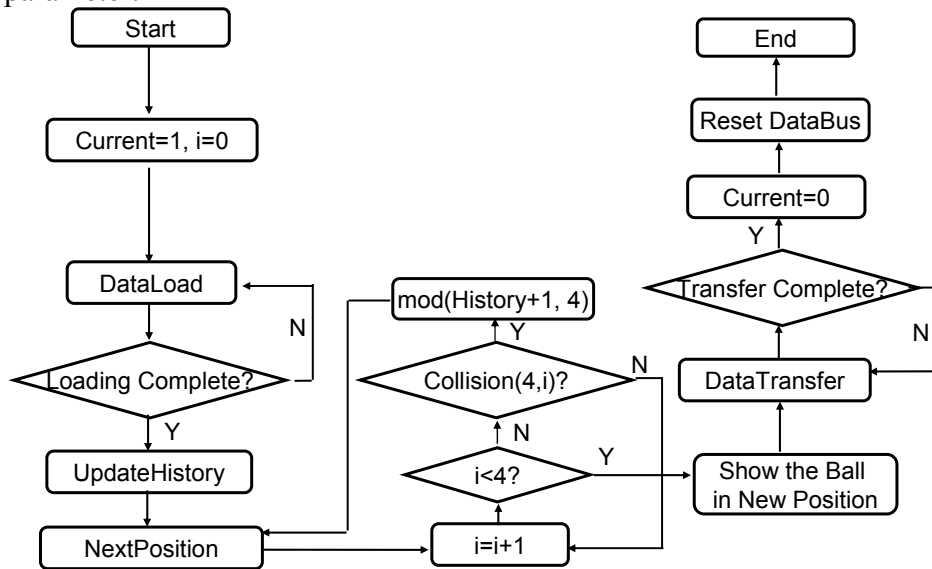 Start
Current=1, i=0
DataLoad
N
Loading Complete?
Y
UpdateHistory
NextPosition
mod(History+1, 4)
Y
Collision(4,i)?
N
N
i<4?
Y
i=i+1
End
Reset DataBus
Current=0
Y
Transfer Complete?
N
DataTransfer
Show the Ball
in New Position